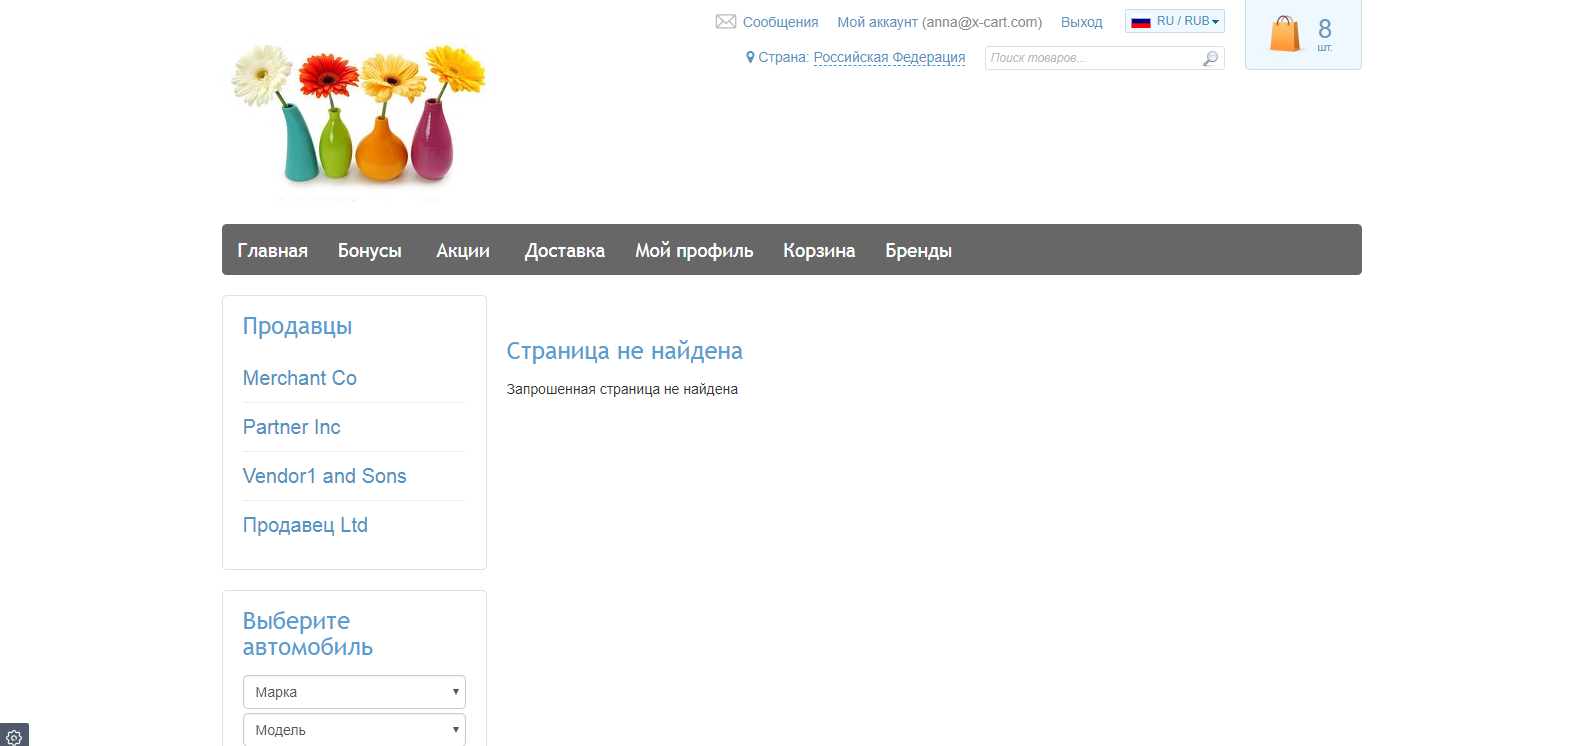 Сообщения Мой аккаунт (anna@x-cart.com) Выход RU / RUB
8
шт.
Страна: Российская Федерация Поиск товаров...
Главная Бонусы Акции Доставка Мой профиль Корзина Бренды
Продавцы
Merchant Co
Partner Inc
Vendor1 and Sons
Продавец Ltd
Страница не найдена
Запрошенная страница не найдена
Выберите
автомобиль
Марка
Модель